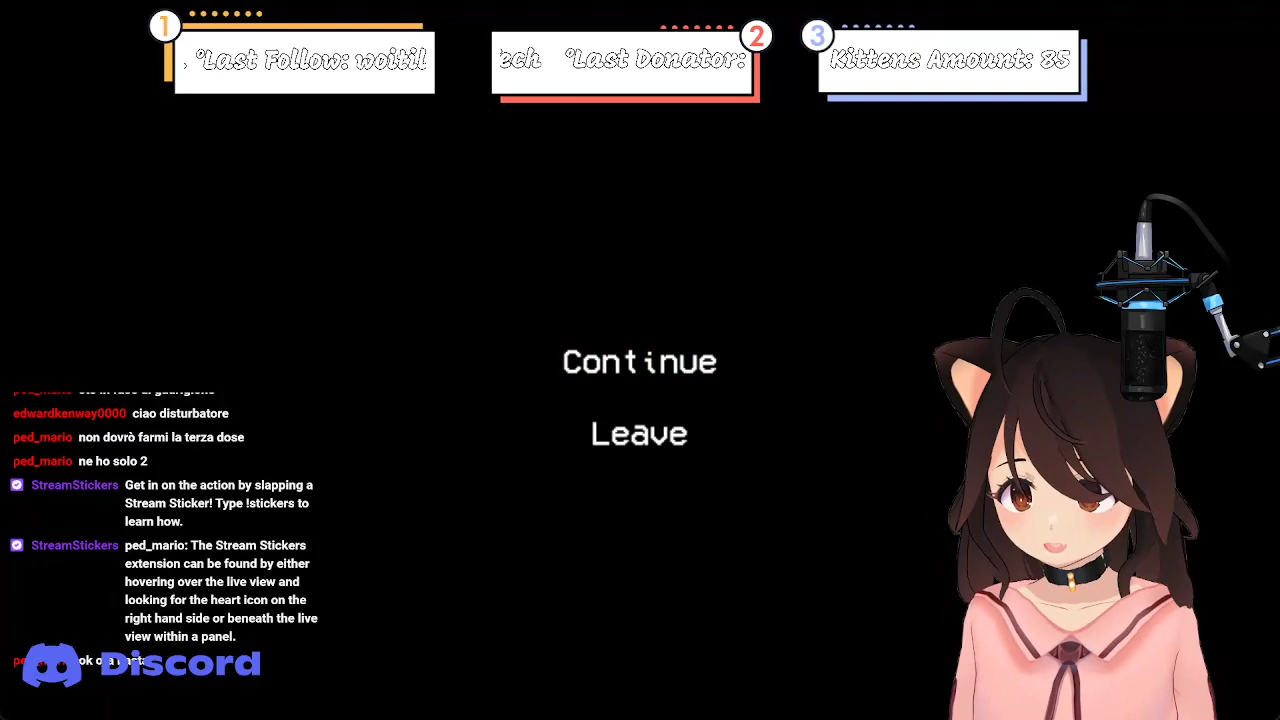 1
°Last Follow: woitil
ech °Last Donator:
2
3
Kittens Amount: 85
Continue
Leave
edwardkenway0000 ciao disturbatore
ped_mario non dovrò farmi la terza dose
ped_mario ne ho solo 2
StreamStickers Get in on the action by slapping a
Stream Sticker! Type !stickers to
learn how.
StreamStickers ped_mario: The Stream Stickers
extension can be found by either
hovering over the live view and
looking for the heart icon on the
right hand side or beneath the live
view within a panel.
ok
Discord